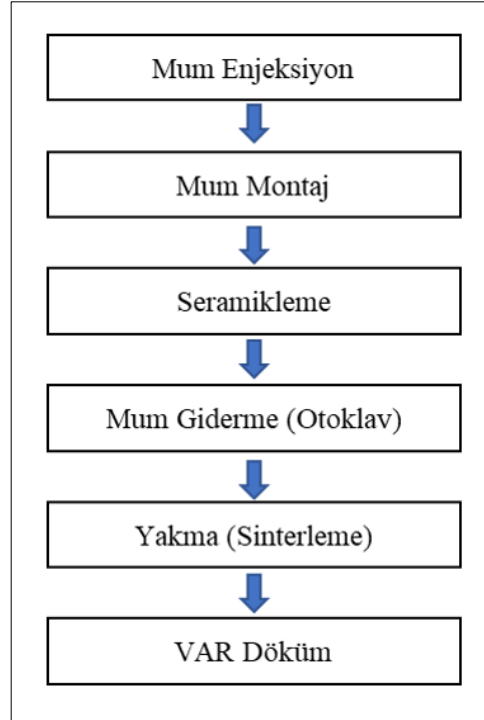 Mum Enjeksiyon
Mum Montaj
Seramikleme
Mum Giderme (Otoklav)
Yakma (Sinterleme)
VAR Döküm